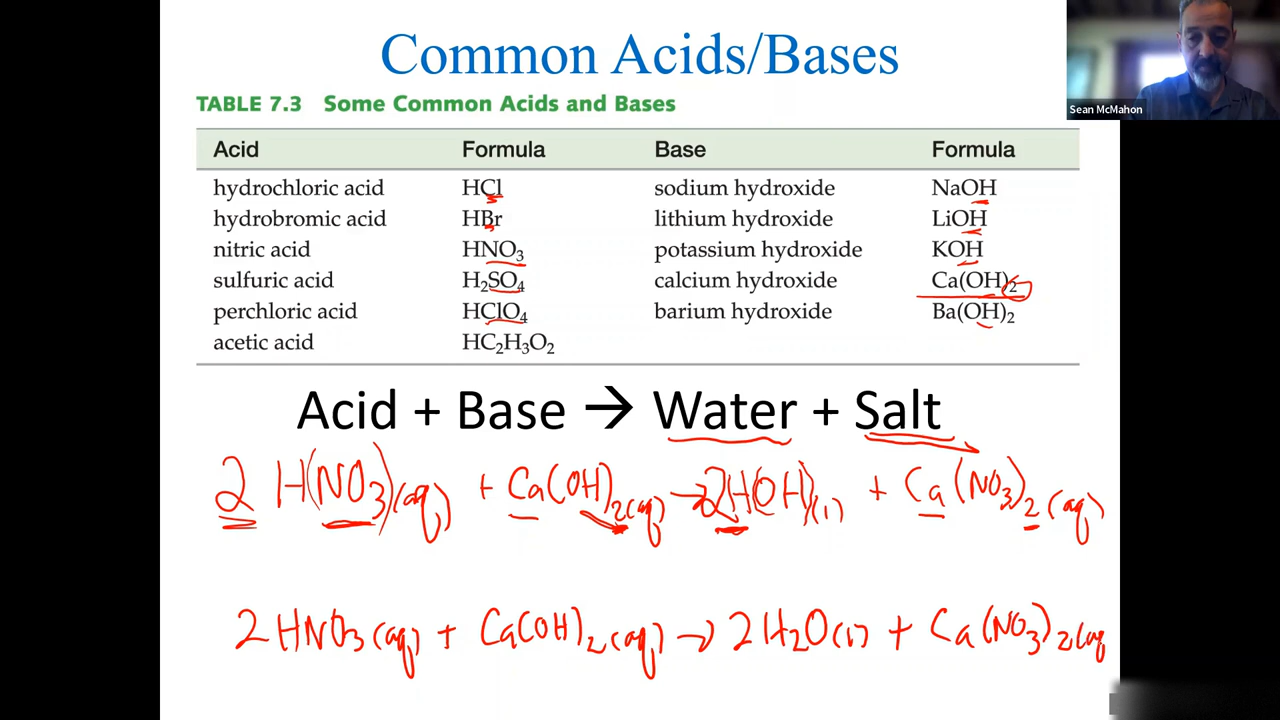 Common Acids/Bases
Sean McMahon
TABLE 7.3 Some Common Acids and Bases
Acid Formula Base Formula
hydrochloric acid HCl sodium hydroxide NaOH
hydrobromic acid HBr lithium hydroxide LiOH
nitric acid HNO₃ potassium hydroxide KOH
sulfuric acid H₂SO₄ calcium hydroxide Ca(OH)₂
perchloric acid HClO₄ barium hydroxide Ba(OH)₂
acetic acid HC₂H₃O₂
Acid + Base → Water + Salt
2 H(NO₃)(aq) + Ca(OH)₂(aq) → 2H(OH)(l) + Ca(NO₃)₂(aq)
2HNO₃(aq) + Ca(OH)₂(aq) → 2H₂O(l) + Ca(NO₃)₂(aq